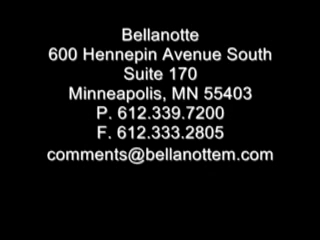 Bellanotte
600 Hennepin Avenue South
Suite 170
Minneapolis, MN 55403
P. 612.339.7200
F. 612.333.2805
comments@bellanottem.com